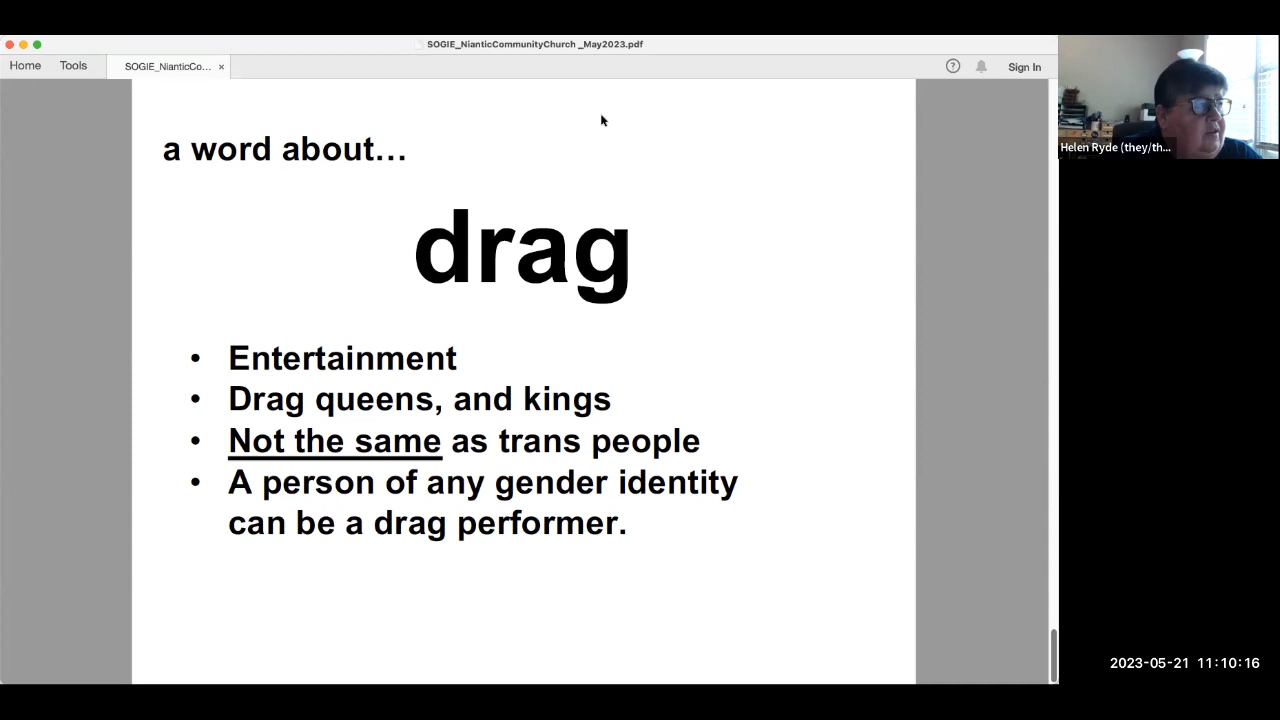 SOGIE_NianticCommunityChurch _May2023.pdf
Home Tools SOGIE_NianticCo... × ? Sign In
a word about...
drag
• Entertainment
• Drag queens, and kings
• Not the same as trans people
• A person of any gender identity
can be a drag performer.
Helen Ryde (they/th...
2023-05-21 11:10:16